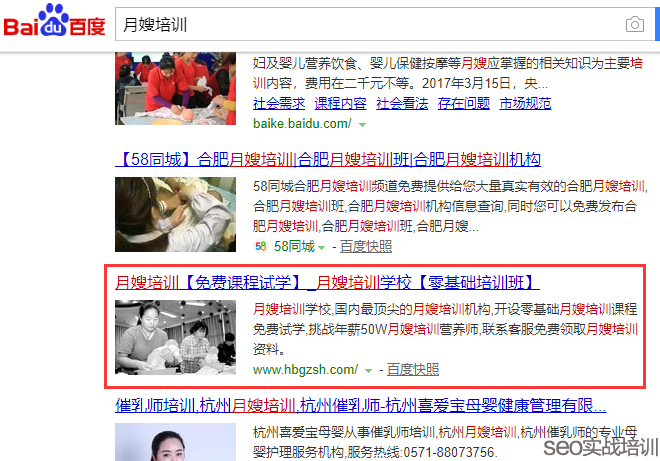 Bai du 百度
月嫂培训
妇及婴儿营养饮食、婴儿保健按摩等月嫂应掌握的相关知识为主要培
训内容，费用在二千元不等。2017年3月15日，央...
社会需求 课程内容 社会看法 存在问题 市场规范
baike.baidu.com/
【58同城】合肥月嫂培训|合肥月嫂培训班|合肥月嫂培训机构
58同城合肥月嫂培训频道免费提供给您大量真实有效的合肥月嫂培训,
合肥月嫂培训班,合肥月嫂培训机构信息查询,同时您可以免费发布合
肥月嫂培训,合肥月嫂培训班,合肥月嫂...
58 58同城 - 百度快照
月嫂培训【免费课程试学】_月嫂培训学校【零基础培训班】
月嫂培训学校,国内最顶尖的月嫂培训机构,开设零基础月嫂培训课程
免费试学,挑战年薪50W月嫂培训营养师,联系客服免费领取月嫂培训
资料。
www.hbgzsh.com/ - 百度快照
催乳师培训,杭州月嫂培训,杭州催乳师-杭州喜爱宝母婴健康管理有限...
杭州喜爱宝母婴从事催乳师培训,杭州月嫂培训,杭州催乳师的专业母
婴护理服务机构,服务热线:0571-88073756.
seo实战培训